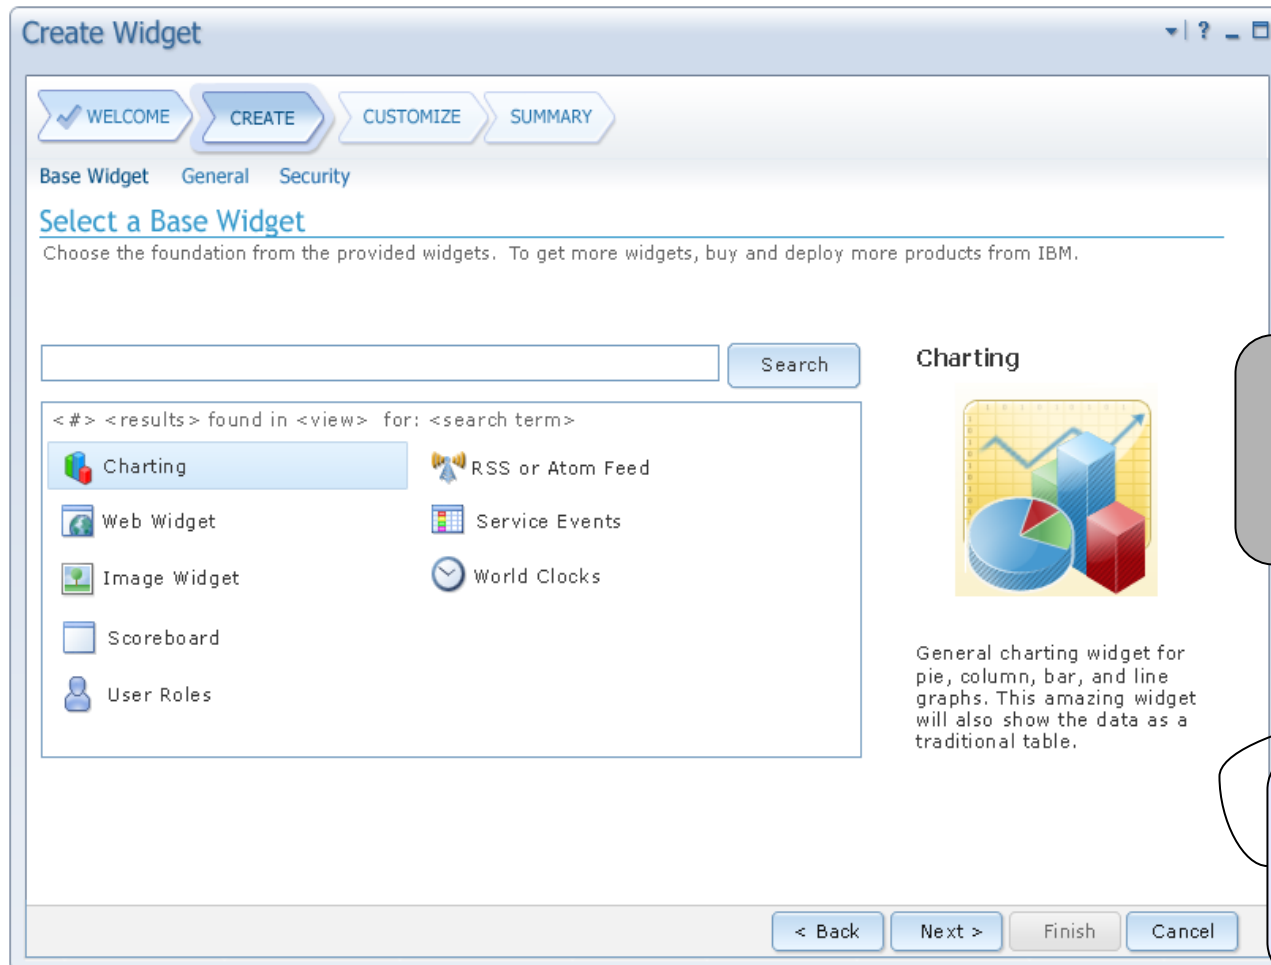 Create Widget
?
WELCOME CREATE CUSTOMIZE SUMMARY
Base Widget General Security
Select a Base Widget
Choose the foundation from the provided widgets. To get more widgets, buy and deploy more products from IBM.
Search
Charting
<#> <results> found in <view> for: <search term>
Charting
RSS or Atom Feed
Web Widget
Service Events
Image Widget
World Clocks
Scoreboard
User Roles
General charting widget for
pie, column, bar, and line
graphs. This amazing widget
will also show the data as a
traditional table.
< Back Next > Finish Cancel